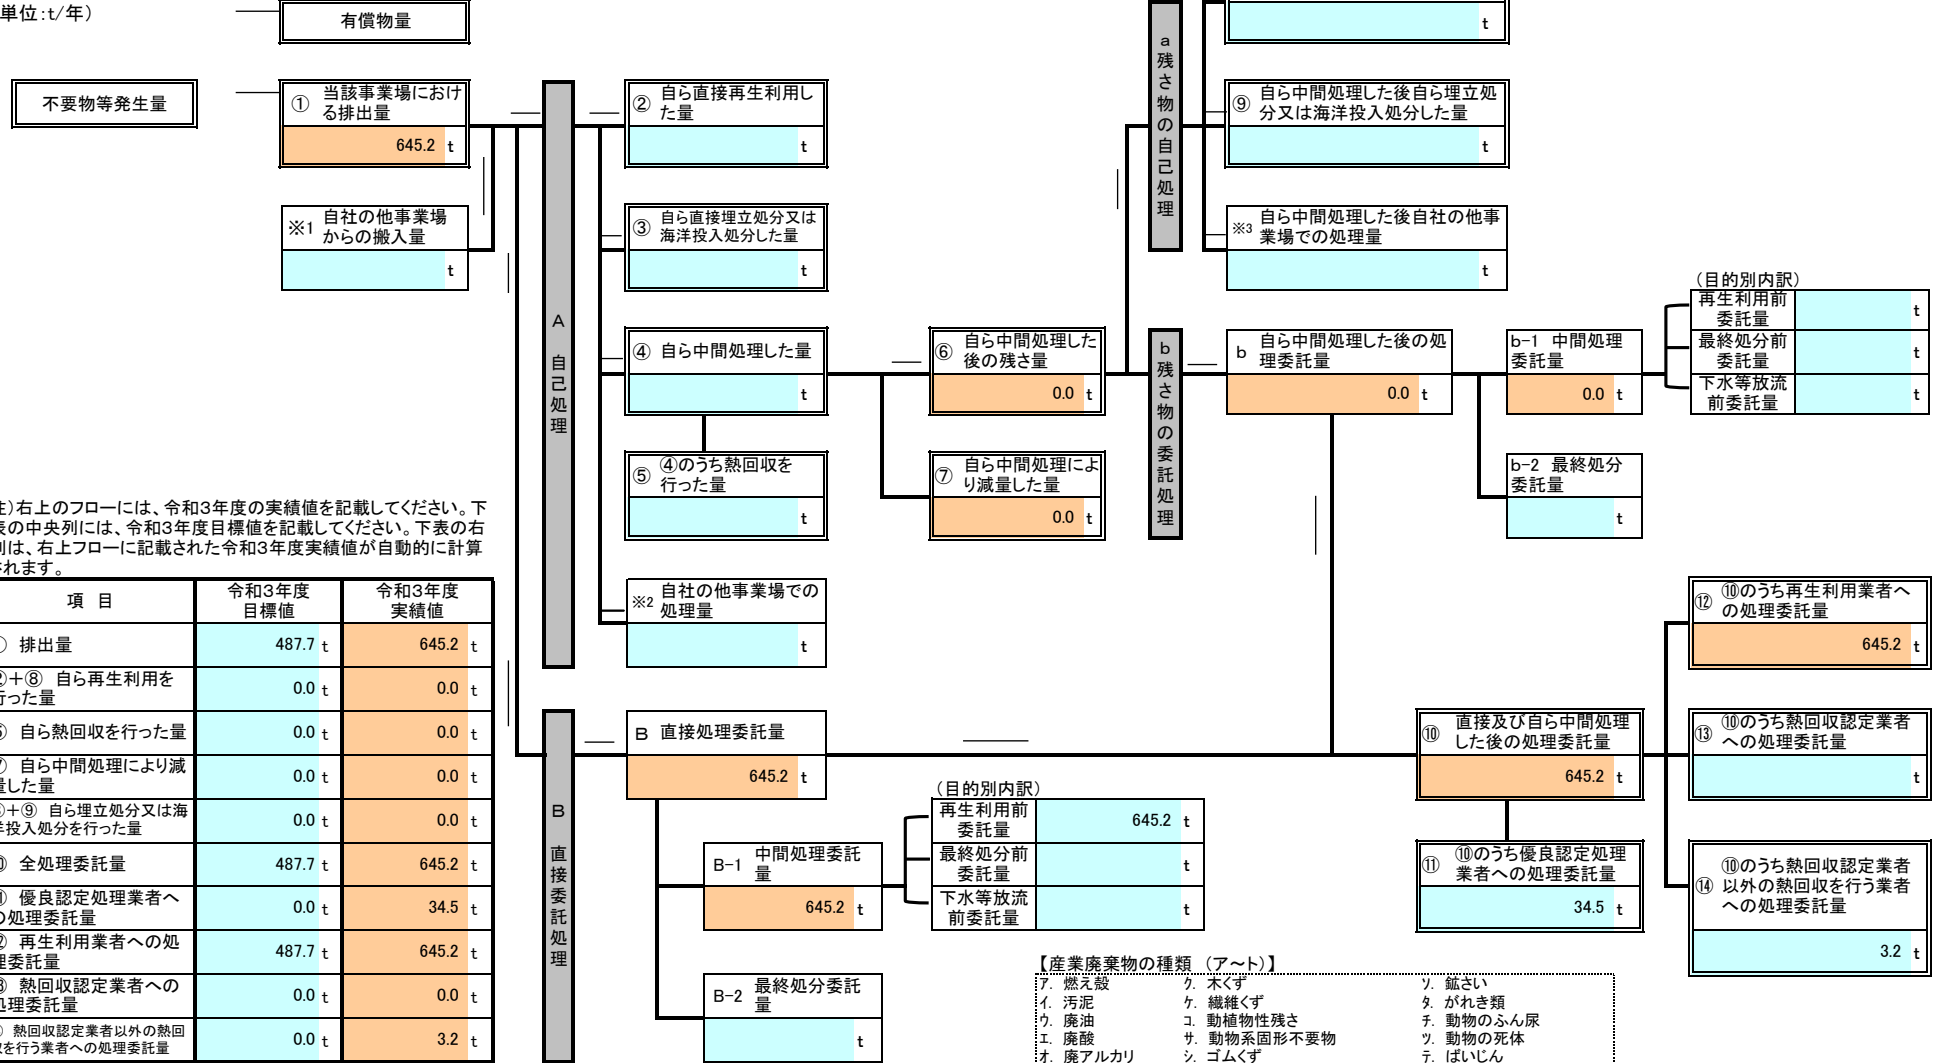 単位:t/年）
有償物量
t
不要物等発生量
① 当該事業場におけ
る排出量
645.2 t
※1 自社の他事業場
からの搬入量
t
A 自己処理
② 自ら直接再生利用し
た量
t
③ 自ら直接埋立処分又は
海洋投入処分した量
t
④ 自ら中間処理した量
t
⑤ ④のうち熱回収を
行った量
t
※2 自社の他事業場での
処理量
t
⑥ 自ら中間処理した
後の残さ量
0.0 t
⑦ 自ら中間処理によ
り減量した量
0.0 t
a 残さ物の自己処理
⑨ 自ら中間処理した後自ら埋立処
分又は海洋投入処分した量
t
※3 自ら中間処理した後自社の他事
業場での処理量
t
b 残さ物の委託処理
b 自ら中間処理した後の処
理委託量
0.0 t
b-1 中間処理
委託量
0.0 t
b-2 最終処分
委託量
t
（目的別内訳）
再生利用前
委託量
t
最終処分前
委託量
t
下水等放流
前委託量
t
)右上のフローには、令和3年度の実績値を記載してください。下
の中央列には、令和3年度目標値を記載してください。下表の右
は、右上フローに記載された令和3年度実績値が自動的に計算
れます。
項 目 令和3年度 目標値 令和3年度 実績値
排出量 487.7 t 645.2 t
+⑧ 自ら再生利用を
行った量 0.0 t 0.0 t
自ら熱回収を行った量 0.0 t 0.0 t
自ら中間処理により減
量した量 0.0 t 0.0 t
+⑨ 自ら埋立処分又は海
洋投入処分を行った量 0.0 t 0.0 t
全処理委託量 487.7 t 645.2 t
優良認定処理業者へ
の処理委託量 0.0 t 34.5 t
再生利用業者への処
理委託量 487.7 t 645.2 t
熱回収認定業者への
処理委託量 0.0 t 0.0 t
熱回収認定業者以外の熱回
収を行う業者への処理委託量 0.0 t 3.2 t
B 直接委託処理
B 直接処理委託量
645.2 t
B-1 中間処理委託
量
645.2 t
B-2 最終処分委託
量
t
（目的別内訳）
再生利用前
委託量
645.2 t
最終処分前
委託量
t
下水等放流
前委託量
t
⑩ 直接及び自ら中間処理
した後の処理委託量
645.2 t
⑪ ⑩のうち優良認定処理
業者への処理委託量
34.5 t
⑫ ⑩のうち再生利用業者へ
の処理委託量
645.2 t
⑬ ⑩のうち熱回収認定業者
への処理委託量
t
⑭ ⑩のうち熱回収認定業者
以外の熱回収を行う業者
への処理委託量
3.2 t
【産業廃棄物の種類 （ア～ト）】
ア. 燃え殻 ク. 木くず ソ. 鉱さい
イ. 汚泥 ケ. 繊維くず タ. がれき類
ウ. 廃油 コ. 動植物性残さ チ. 動物のふん尿
エ. 廃酸 サ. 動物系固形不要物 ツ. 動物の死体
オ. 廃アルカリ シ. ゴムくず テ. ばいじん